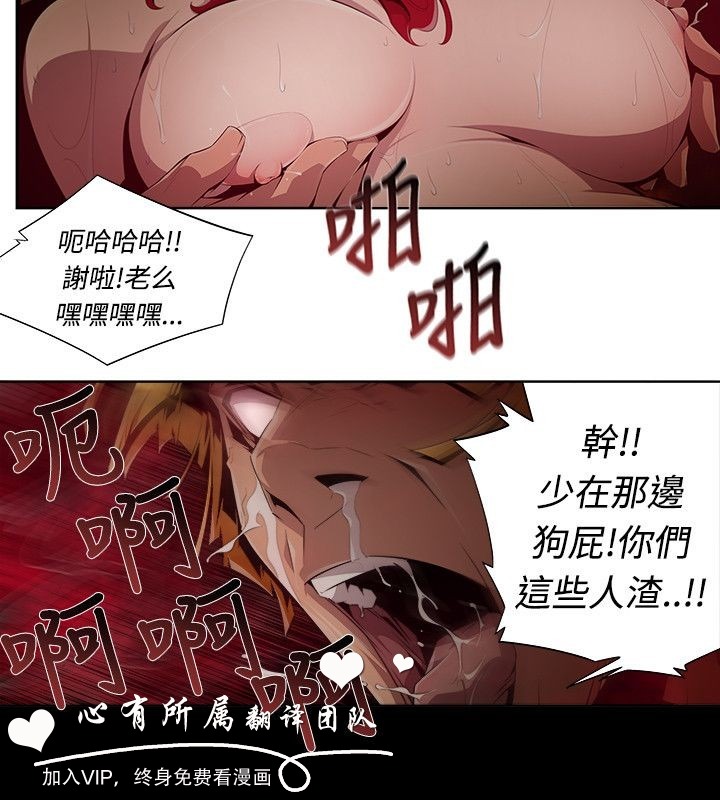 呃哈哈哈!!
謝啦!老么
嘿嘿嘿嘿...
啪
啪
幹!!
少在那邊
狗屁!你們
這些人渣..!!
呃
啊
啊啊啊
心有所属翻译团队
加入VIP，终身免费看漫画